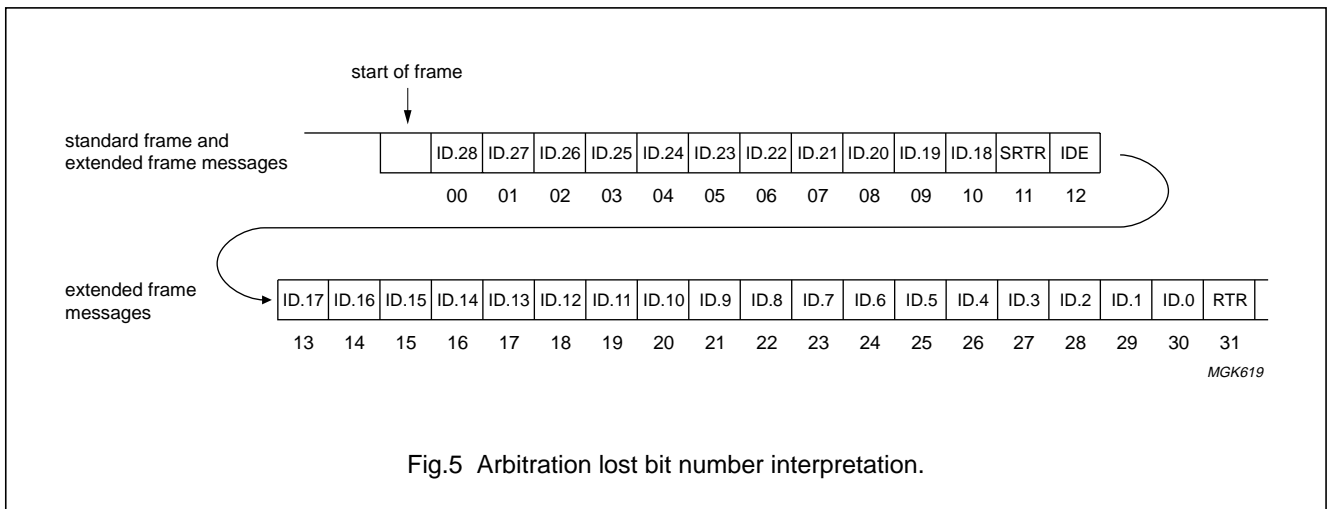 start of frame
standard frame and
extended frame messages
ID.28 ID.27 ID.26 ID.25 ID.24 ID.23 ID.22 ID.21 ID.20 ID.19 ID.18 SRTR IDE
00 01 02 03 04 05 06 07 08 09 10 11 12
extended frame
messages
ID.17 ID.16 ID.15 ID.14 ID.13 ID.12 ID.11 ID.10 ID.9 ID.8 ID.7 ID.6 ID.5 ID.4 ID.3 ID.2 ID.1 ID.0 RTR
13 14 15 16 17 18 19 20 21 22 23 24 25 26 27 28 29 30 31
MGK619
Fig.5 Arbitration lost bit number interpretation.